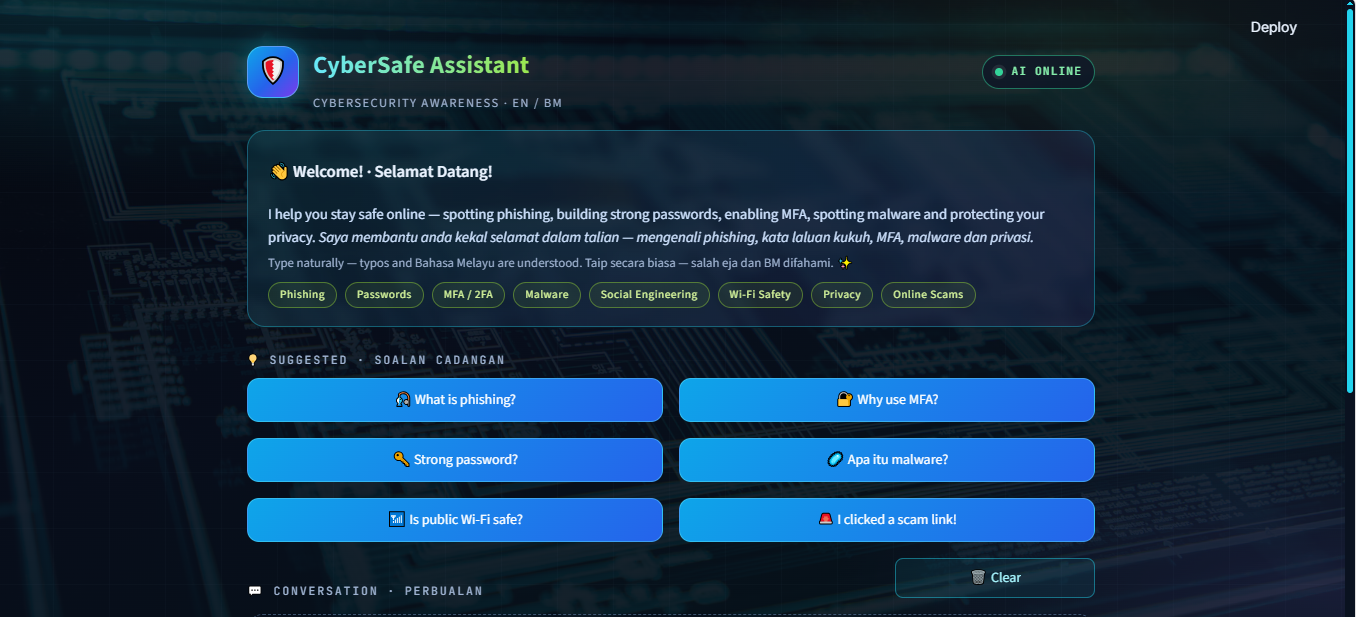 Deploy
CyberSafe Assistant
AI ONLINE
CYBERSECURITY AWARENESS · EN / BM
👋 Welcome! · Selamat Datang!
I help you stay safe online — spotting phishing, building strong passwords, enabling MFA, spotting malware and protecting your
privacy. Saya membantu anda kekal selamat dalam talian — mengenali phishing, kata laluan kukuh, MFA, malware dan privasi.
Type naturally — typos and Bahasa Melayu are understood. Taip secara biasa — salah eja dan BM difahami. ✨
Phishing Passwords MFA / 2FA Malware Social Engineering Wi-Fi Safety Privacy Online Scams
💡 SUGGESTED · SOALAN CADANGAN
🎣 What is phishing?
🔐 Why use MFA?
🔑 Strong password?
🦠 Apa itu malware?
📶 Is public Wi-Fi safe?
🚨 I clicked a scam link!
🗑️ Clear
💬 CONVERSATION · PERBUALAN